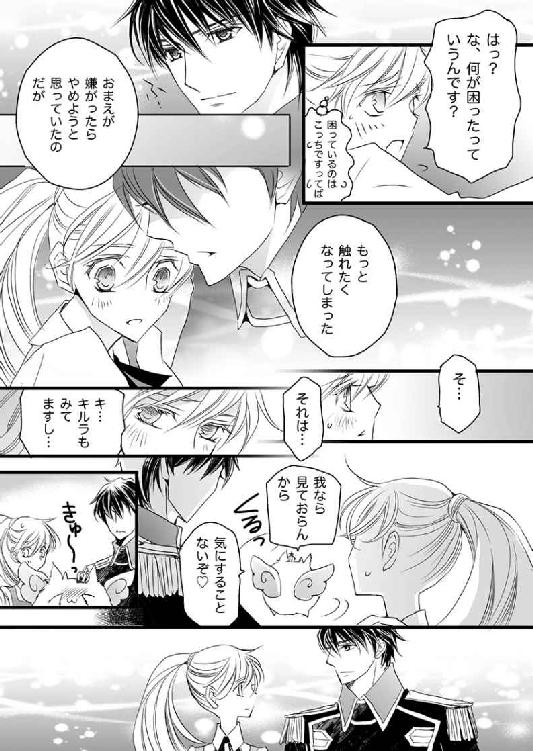 はっ？
な、何が困ったって
いうんです？
困っているのは
こっちですってば
おまえが
嫌がったら
やめようと
思っていたの
だが
もっと
触れたく
なってしまった
そ…
それは…
キ…
キルラも
みて
ますし…
我なら
見ておらん
から
くるっ
気にすること
ないぞ♡
きゅ〜っ